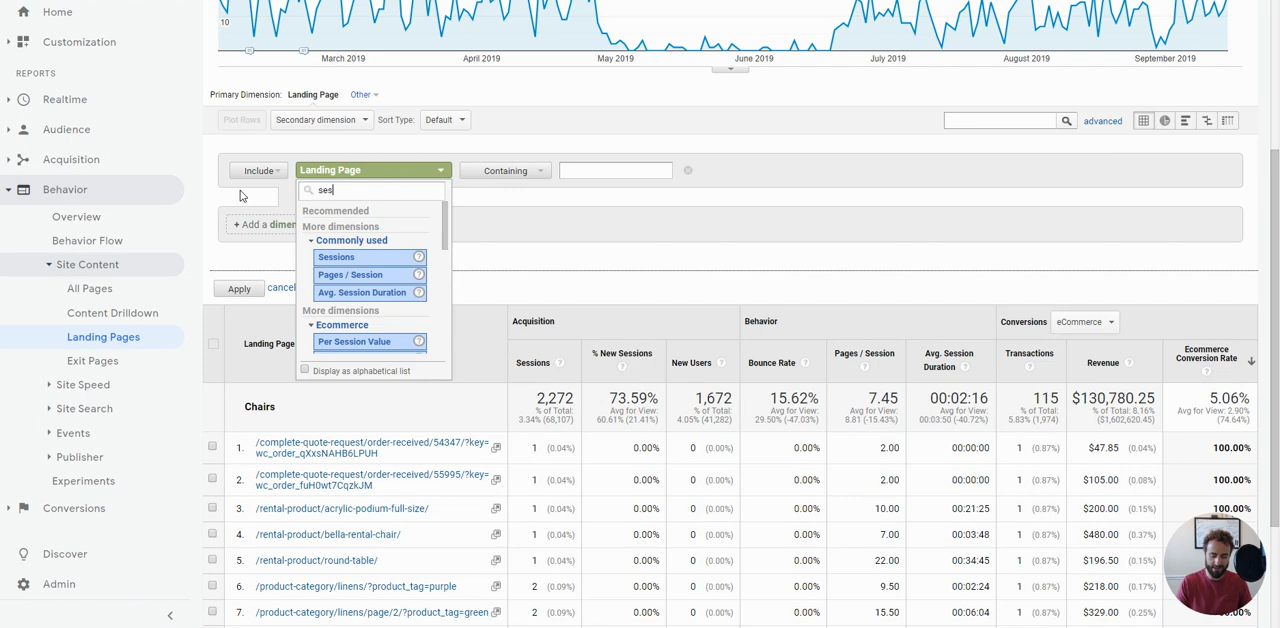 Home
Customization
REPORTS
Realtime
Audience
Acquisition
Behavior
Overview
Behavior Flow
Site Content
All Pages
Content Drilldown
Landing Pages
Exit Pages
Site Speed
Site Search
Events
Publisher
Experiments
Conversions
Discover
Admin
10
March 2019 April 2019 May 2019 June 2019 July 2019 August 2019 September 2019
Primary Dimension: Landing Page Other
Plot Rows Secondary dimension Sort Type: Default advanced
Include Landing Page Containing
ses
Recommended
More dimensions
Commonly used
Sessions
Pages / Session
Avg. Session Duration
More dimensions
Ecommerce
Per Session Value
Display as alphabetical list
+ Add a dimen
Apply cancel
Landing Page
Acquisition Behavior Conversions eCommerce
Sessions % New Sessions New Users Bounce Rate Pages / Session Avg. Session Duration Transactions Revenue Ecommerce Conversion Rate
Chairs 2,272 73.59% 1,672 15.62% 7.45 00:02:16 115 $130,780.25 5.06%
% of Total: Avg for View: % of Total: Avg for View: Avg for View: Avg for View: % of Total: % of Total: 8.16% Avg for View: 2.90%
3.34% (68,107) 60.61% (21.41%) 4.05% (41,282) 29.50% (-47.03%) 8.81 (-15.43%) 00:03:50 (-40.72%) 5.83% (1,974) ($1,602,620.45) (74.64%)
1. /complete-quote-request/order-received/54347/?key=wc_order_qXxsNAHB6LPUH 1 (0.04%) 0.00% 0 (0.00%) 0.00% 2.00 00:00:00 1 (0.87%) $47.85 (0.04%) 100.00%
2. /complete-quote-request/order-received/55995/?key=wc_order_fuH0wt7CqzkJM 1 (0.04%) 0.00% 0 (0.00%) 0.00% 2.00 00:00:00 1 (0.87%) $105.00 (0.08%) 100.00%
3. /rental-product/acrylic-podium-full-size/ 1 (0.04%) 0.00% 0 (0.00%) 0.00% 10.00 00:21:25 1 (0.87%) $200.00 (0.15%) 100.00%
4. /rental-product/bella-rental-chair/ 1 (0.04%) 0.00% 0 (0.00%) 0.00% 7.00 00:03:48 1 (0.87%) $480.00 (0.37%)
5. /rental-product/round-table/ 1 (0.04%) 0.00% 0 (0.00%) 0.00% 22.00 00:34:45 1 (0.87%) $196.50 (0.15%)
6. /product-category/linens/?product_tag=purple 2 (0.09%) 0.00% 0 (0.00%) 0.00% 9.50 00:02:24 1 (0.87%) $218.00 (0.17%)
7. /product-category/linens/page/2/?product_tag=green 2 (0.09%) 0.00% 0 (0.00%) 0.00% 15.50 00:06:04 1 (0.87%) $329.00 (0.25%)